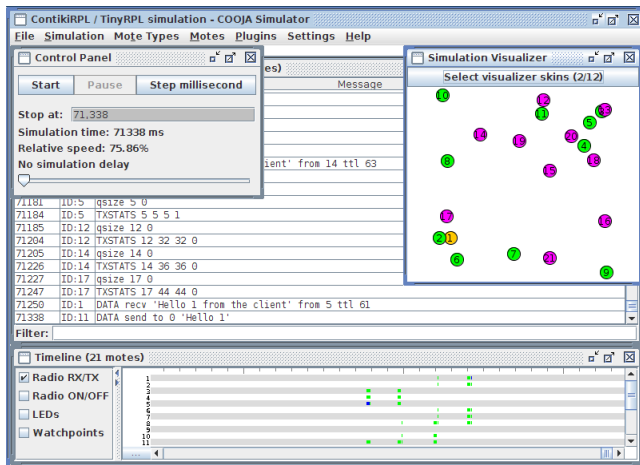 ContikiRPL / TinyRPL simulation - COOJA Simulator
File Simulation Mote Types Motes Plugins Settings Help
Control Panel
Start Pause Step millisecond
Stop at: 71,338
Simulation time: 71338 ms
Relative speed: 75.86%
No simulation delay
es)
Message
ient' from 14 ttl 63
71181 ID:5 qsize 5 0
71184 ID:5 TXSTATS 5 5 5 1
71185 ID:12 qsize 12 0
71204 ID:12 TXSTATS 12 32 32 0
71205 ID:14 qsize 14 0
71226 ID:14 TXSTATS 14 36 36 0
71227 ID:17 qsize 17 0
71247 ID:17 TXSTATS 17 44 44 0
71250 ID:1 DATA recv 'Hello 1 from the client' from 5 ttl 61
71338 ID:11 DATA send to 0 'Hello 1'
Filter:
Simulation Visualizer
Select visualizer skins (2/12)
10
12
11
13
5
14
19
20
4
8
18
15
17
16
2
1
6
7
21
9
Timeline (21 motes)
Radio RX/TX
Radio ON/OFF
LEDs
Watchpoints
...
1
2
3
4
5
6
7
8
9
10
11